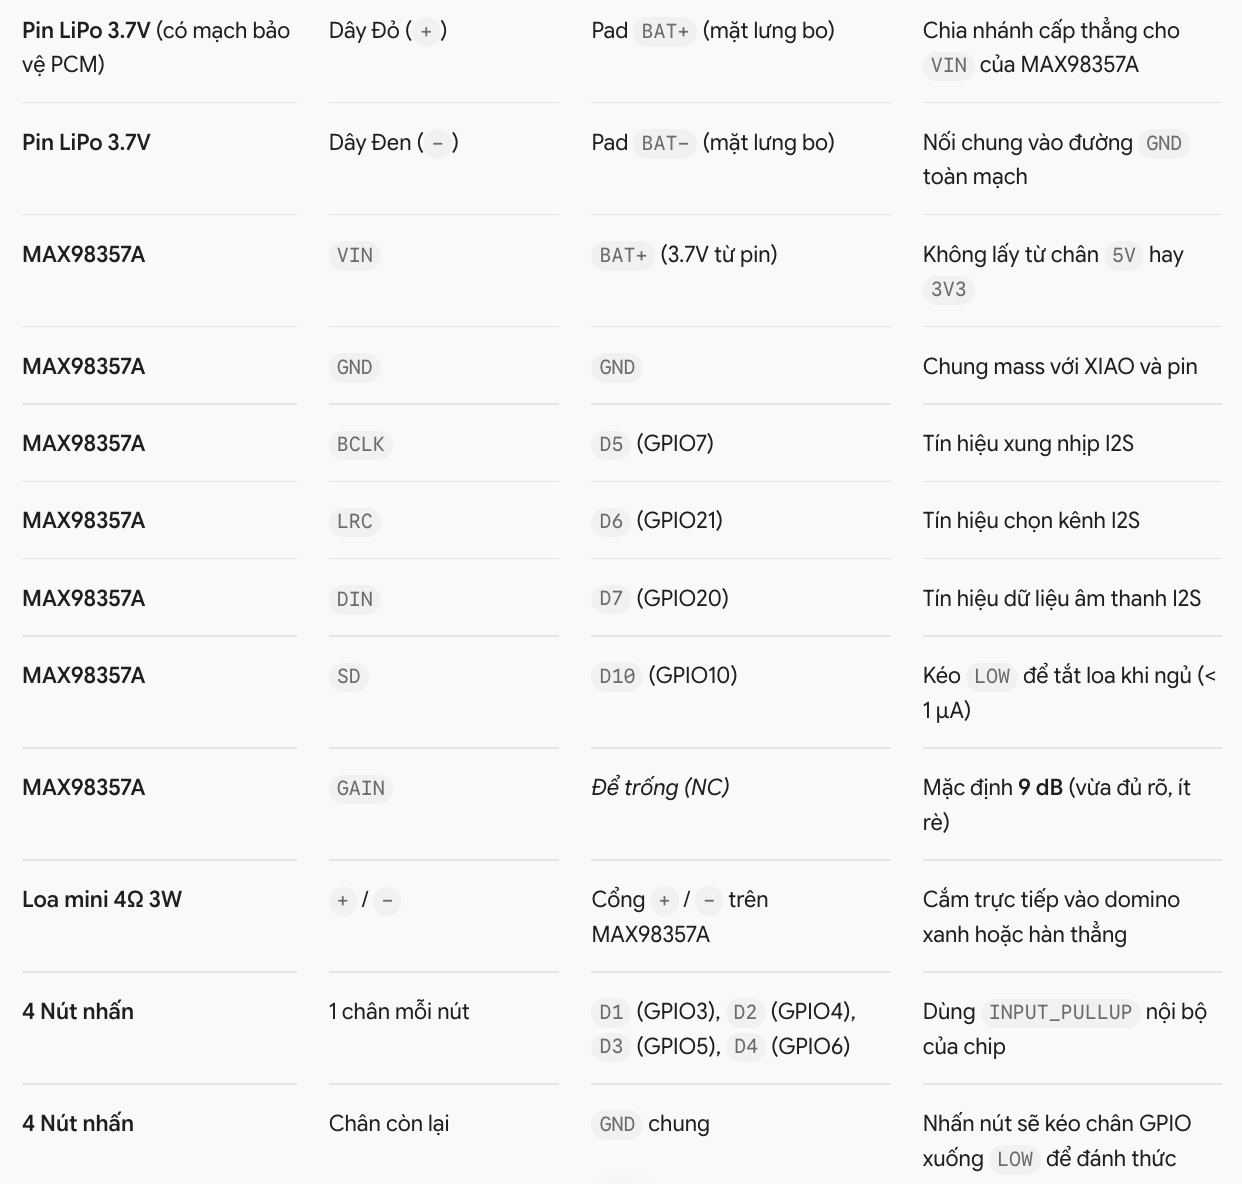 Pin LiPo 3.7V (có mạch bảo
vệ PCM)
Dây Đỏ ( + )
Pad BAT+ (mặt lưng bo)
Chia nhánh cấp thẳng cho
VIN của MAX98357A
Pin LiPo 3.7V
Dây Đen ( - )
Pad BAT- (mặt lưng bo)
Nối chung vào đường GND
toàn mạch
MAX98357A
VIN
BAT+ (3.7V từ pin)
Không lấy từ chân 5V hay
3V3
MAX98357A
GND
GND
Chung mass với XIAO và pin
MAX98357A
BCLK
D5 (GPIO7)
Tín hiệu xung nhịp I2S
MAX98357A
LRC
D6 (GPIO21)
Tín hiệu chọn kênh I2S
MAX98357A
DIN
D7 (GPIO20)
Tín hiệu dữ liệu âm thanh I2S
MAX98357A
SD
D10 (GPIO10)
Kéo LOW để tắt loa khi ngủ (<
1 µA)
MAX98357A
GAIN
Để trống (NC)
Mặc định 9 dB (vừa đủ rõ, ít
rè)
Loa mini 4Ω 3W
+ / -
Cổng + / - trên
MAX98357A
Cắm trực tiếp vào domino
xanh hoặc hàn thẳng
4 Nút nhấn
1 chân mỗi nút
D1 (GPIO3), D2 (GPIO4),
D3 (GPIO5), D4 (GPIO6)
Dùng INPUT_PULLUP nội bộ
của chip
4 Nút nhấn
Chân còn lại
GND chung
Nhấn nút sẽ kéo chân GPIO
xuống LOW để đánh thức